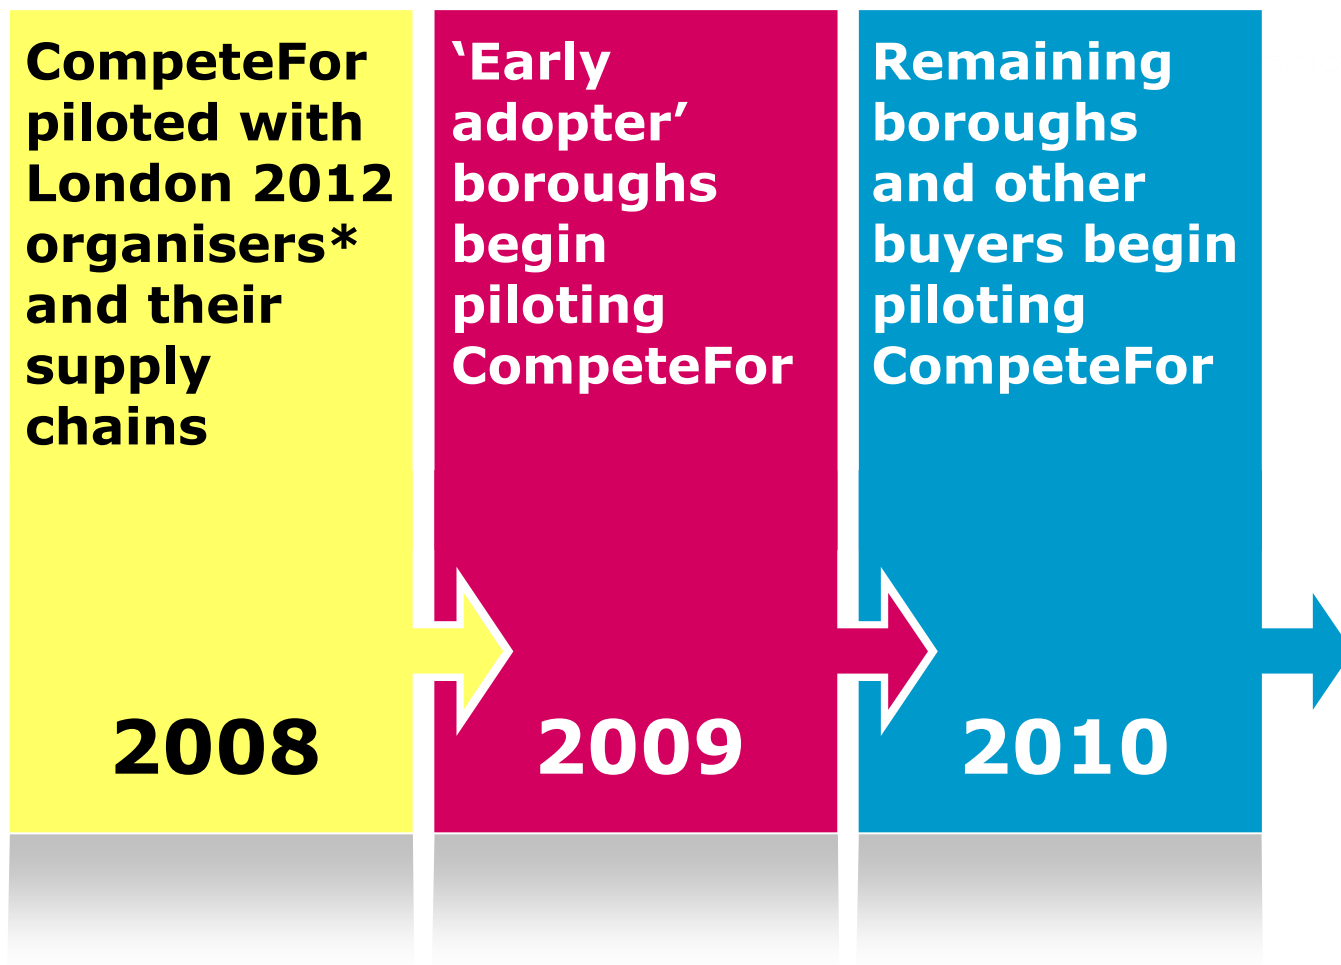 CompeteFor
piloted with
London 2012
organisers*
and their
supply
chains
2008
‘Early
adopter’
boroughs
begin
piloting
CompeteFor
2009
Remaining
boroughs
and other
buyers begin
piloting
CompeteFor
2010